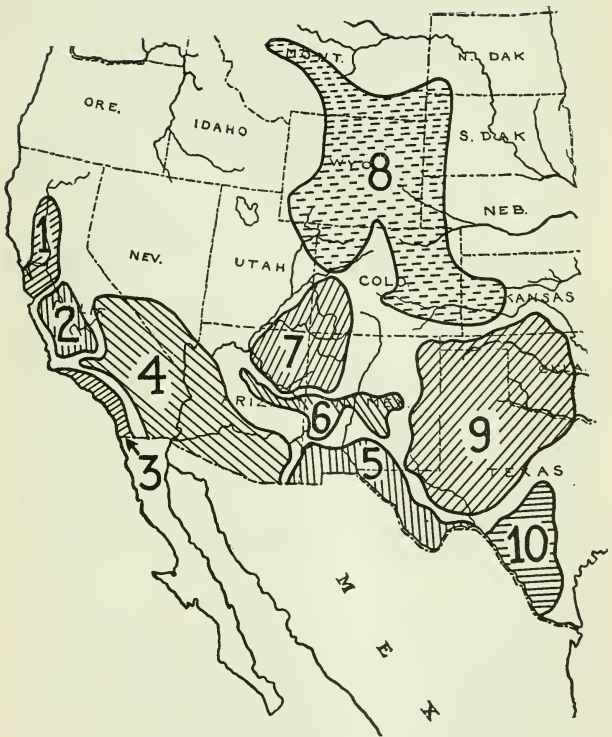 MONT.
N. DAK
ORE.
IDAHO
S. DAK
WYO.
8
NEB.
1
NEV.
UTAH
COLO.
KANSAS
2
7
4
ARIZ.
N. MEX.
6
OKLA.
9
3
5
TEXAS
10
M
E
X